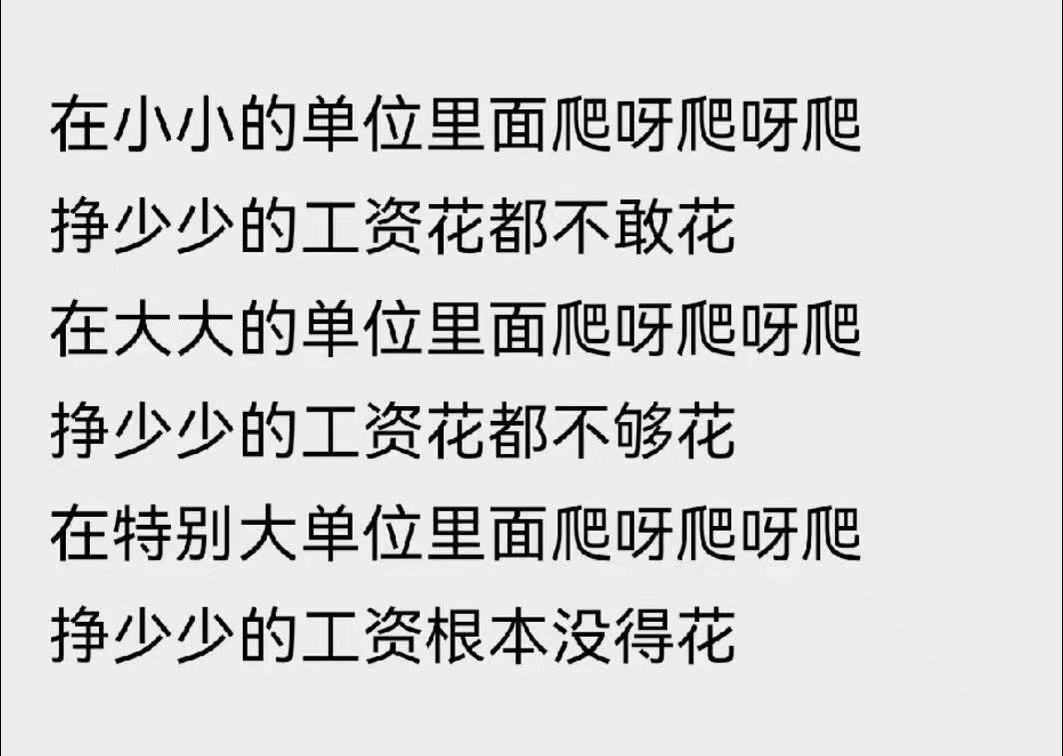 在小小的单位里面爬呀爬呀爬
挣少少的工资花都不敢花
在大大的单位里面爬呀爬呀爬
挣少少的工资花都不够花
在特别大单位里面爬呀爬呀爬
挣少少的工资根本没得花